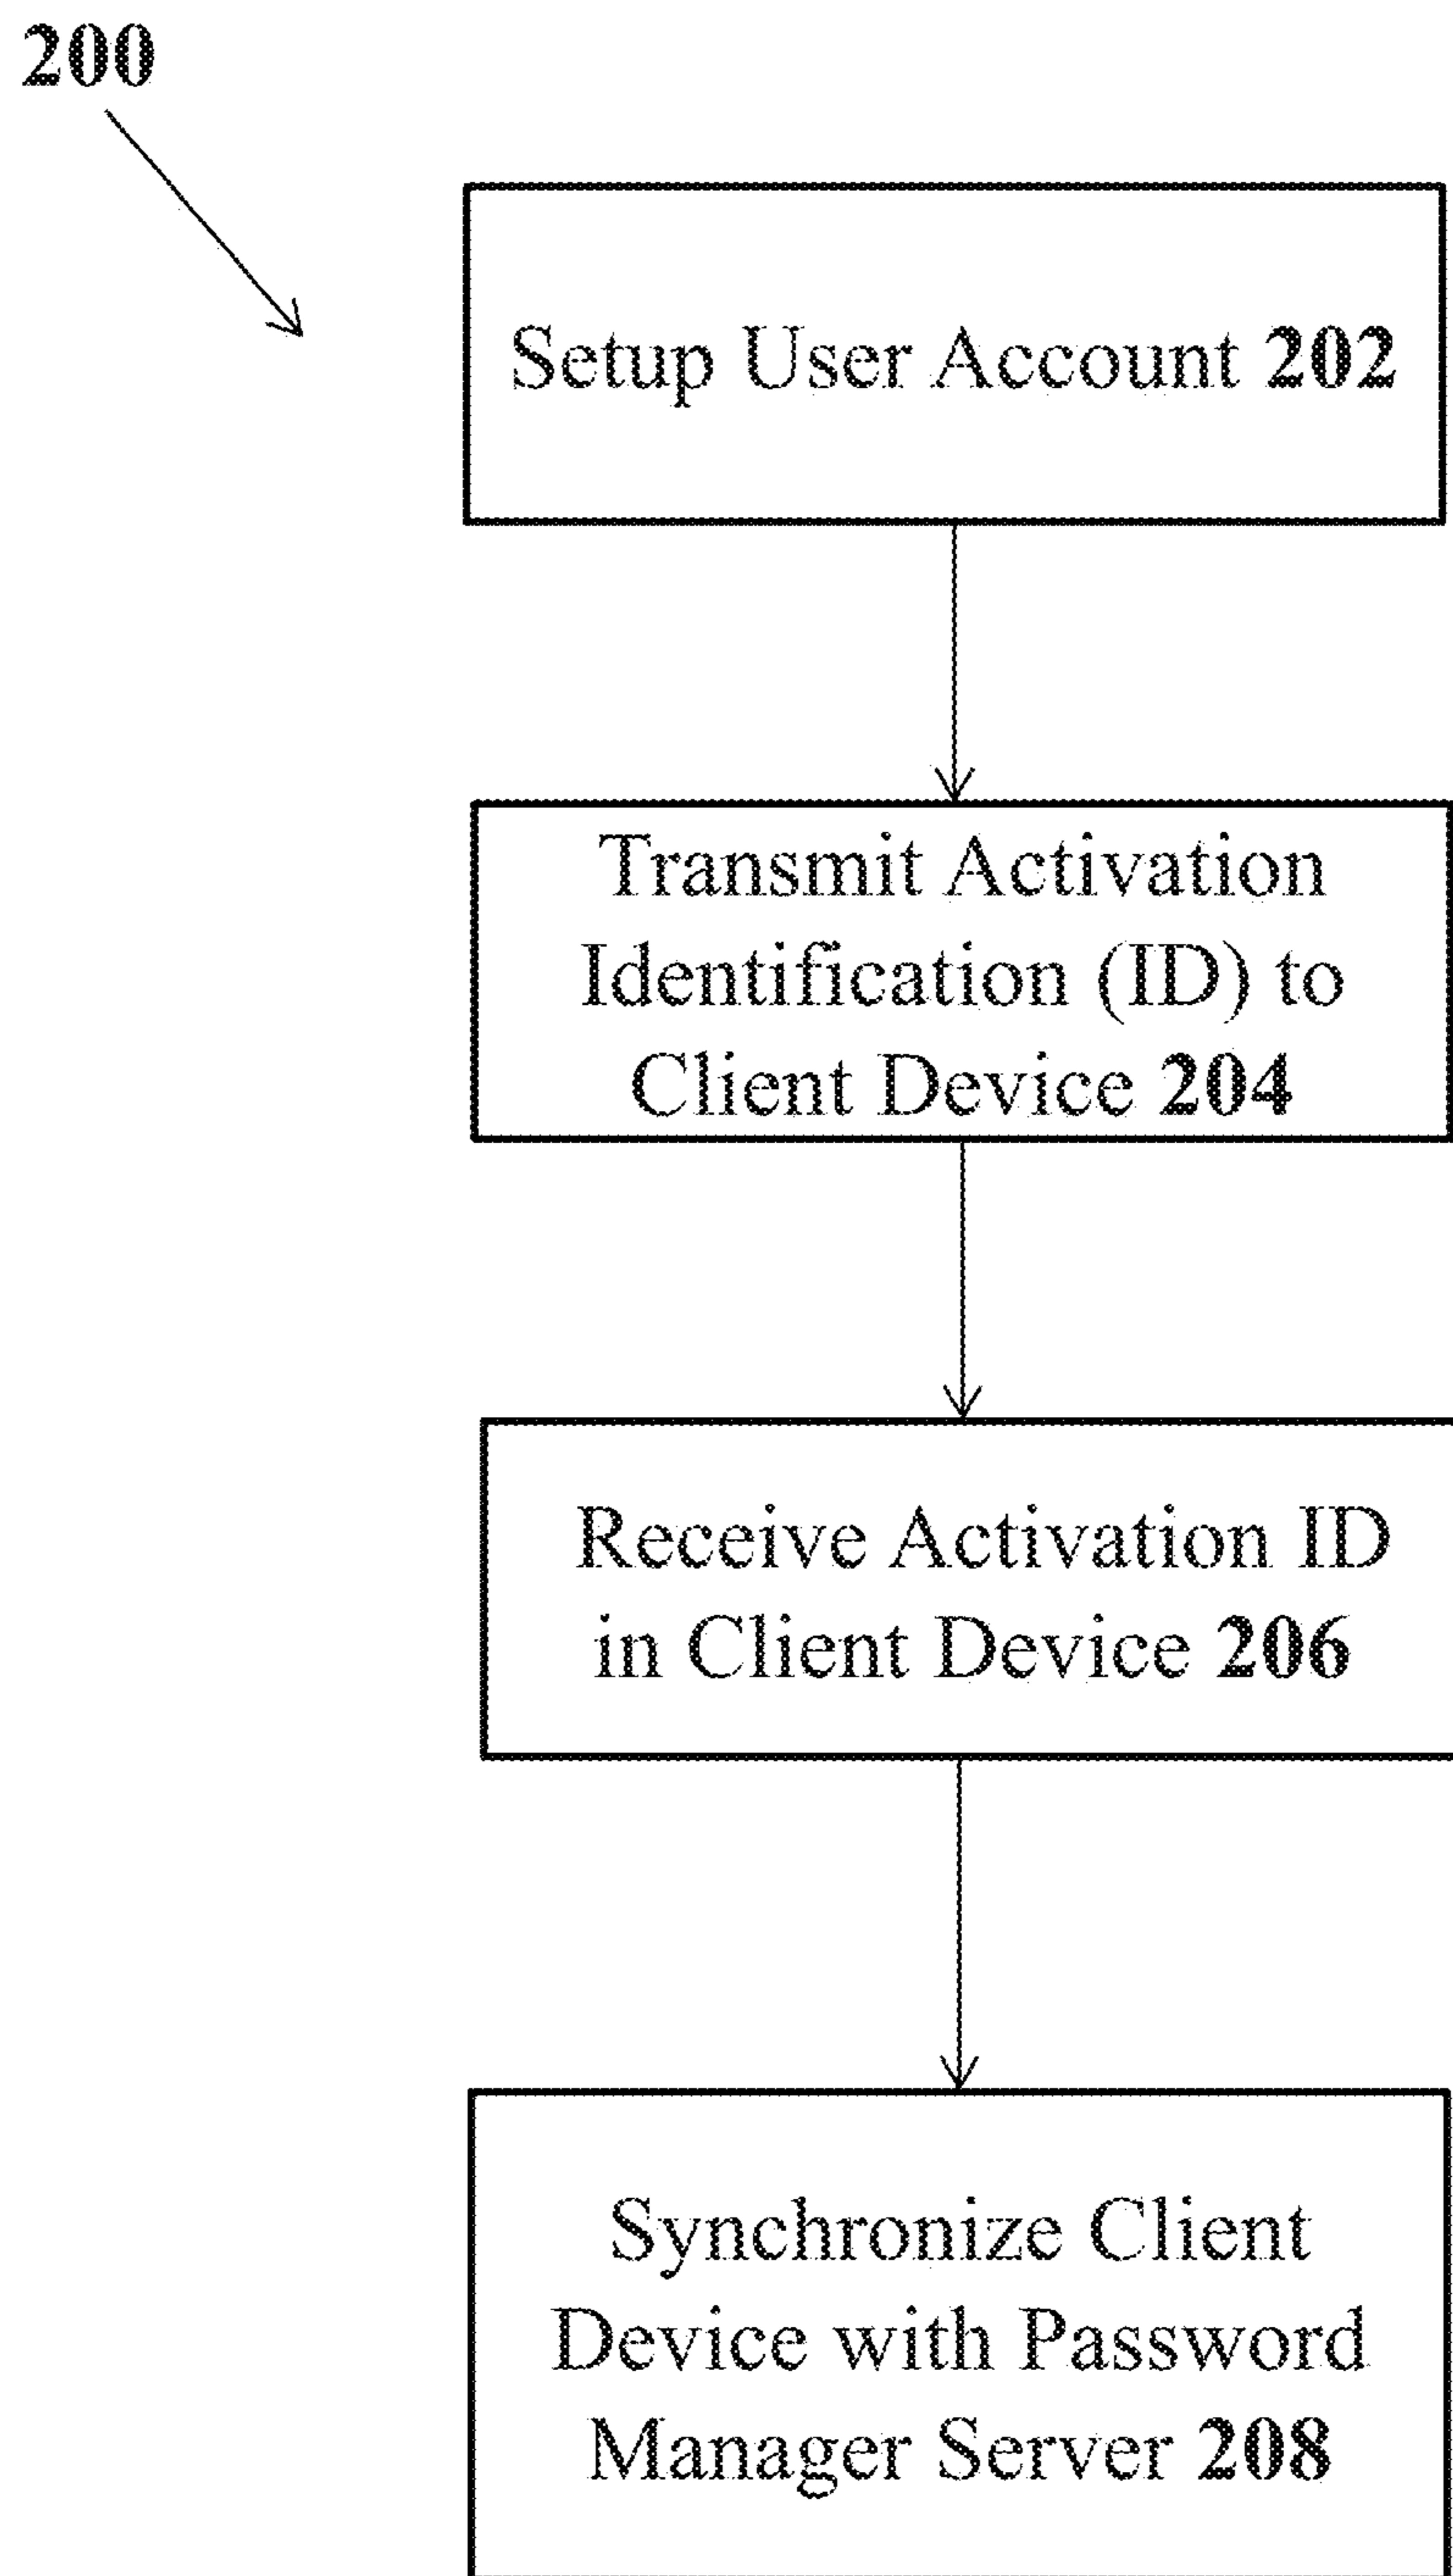 200
Setup User Account 202
Transmit Activation
Identification (ID) to
Client Device 204
Receive Activation ID
in Client Device 206
Synchronize Client
Device with Password
Manager Server 208